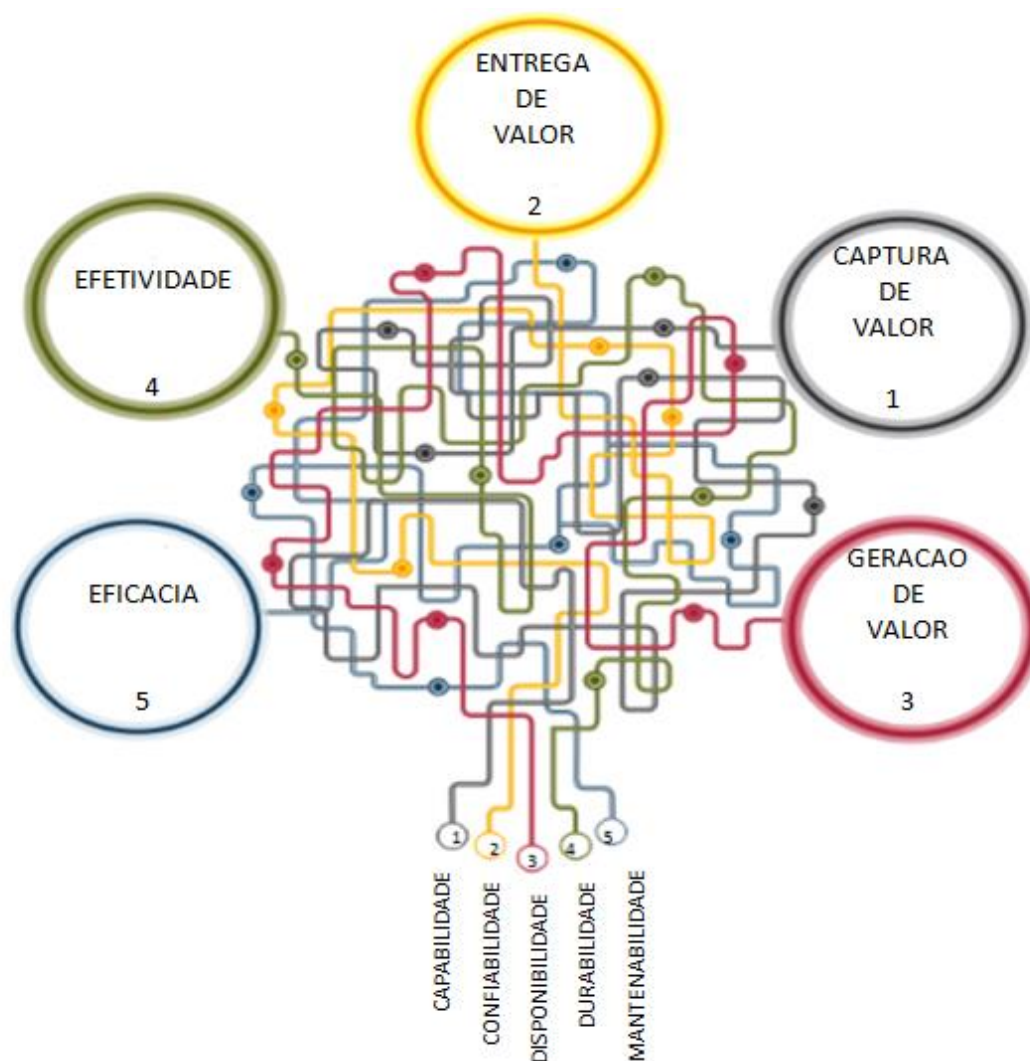 ENTREGA
DE
VALOR
2
EFETIVIDADE
4
CAPTURA
DE
VALOR
1
EFICACIA
5
GERACAO
DE
VALOR
3
1
2
3
4
5
CAPABILIDADE
CONFIABILIDADE
DISPONIBILIDADE
DURABILIDADE
MANTENABILIDADE